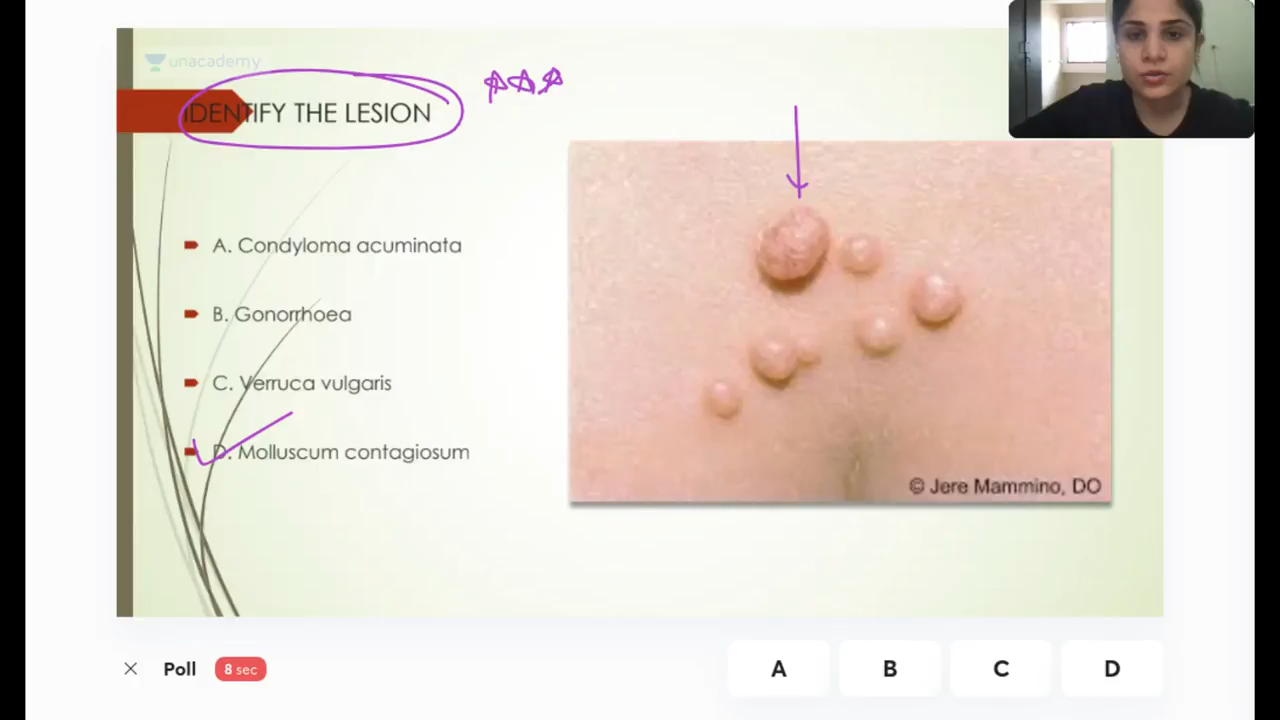 unacademy
IDENTIFY THE LESION
A. Condyloma acuminata
B. Gonorrhoea
C. Verruca vulgaris
D. Molluscum contagiosum
© Jere Mammino, DO
Poll
8 sec
A
B
C
D